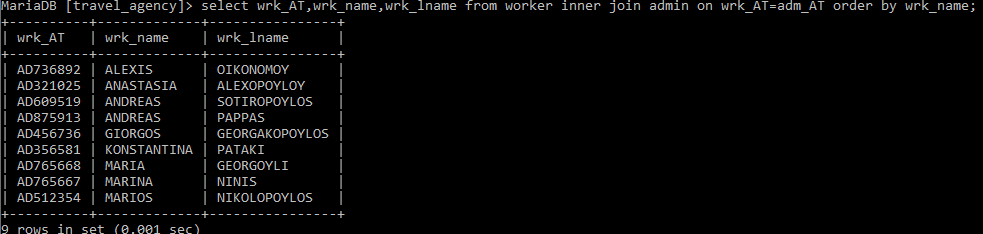 MariaDB [travel_agency]> select wrk_AT,wrk_name,wrk_lname from worker inner join admin on wrk_AT=adm_AT order by wrk_name;
+----------+-------------+----------------+
| wrk_AT   | wrk_name    | wrk_lname      |
+----------+-------------+----------------+
| AD736892 | ALEXIS      | OIKONOMOY      |
| AD321025 | ANASTASIA   | ALEXOPOYLOY    |
| AD609519 | ANDREAS     | SOTIROPOYLOS   |
| AD875913 | ANDREAS     | PAPPAS         |
| AD456736 | GIORGOS     | GEORGAKOPOYLOS |
| AD356581 | KONSTANTINA | PATAKI         |
| AD765668 | MARIA       | GEORGOYLI      |
| AD765667 | MARINA      | NINIS          |
| AD512354 | MARIOS      | NIKOLOPOYLOS   |
+----------+-------------+----------------+
9 rows in set (0.001 sec)